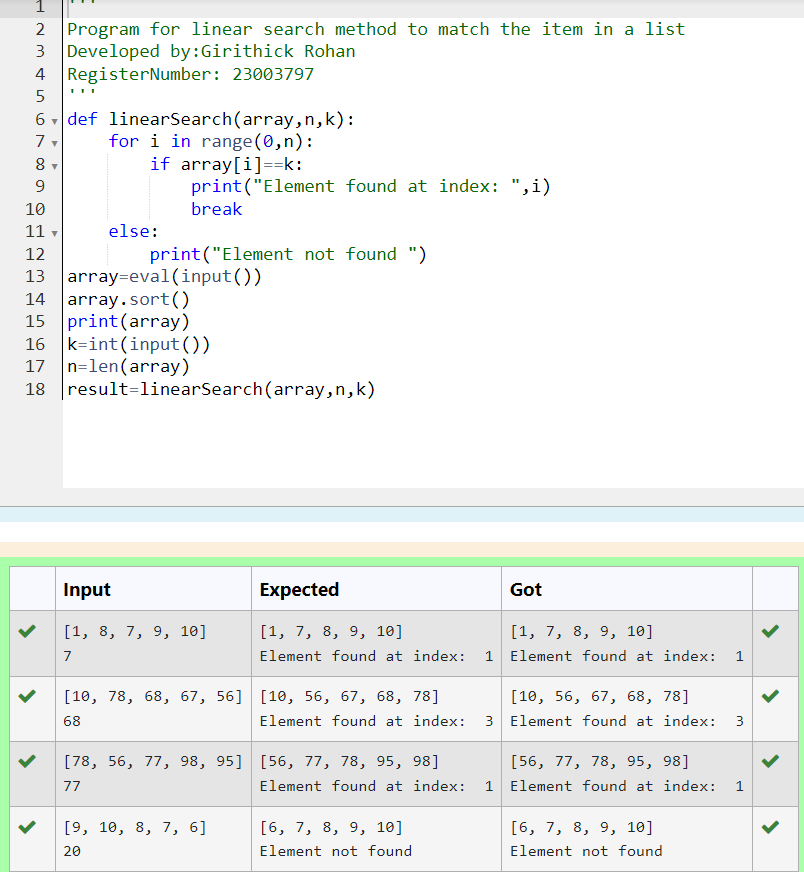 1 '''
2 Program for linear search method to match the item in a list
3 Developed by:Girithick Rohan
4 RegisterNumber: 23003797
5 '''
6 def linearSearch(array,n,k):
7     for i in range(0,n):
8         if array[i]==k:
9             print("Element found at index: ",i)
10             break
11     else:
12         print("Element not found ")
13 array=eval(input())
14 array.sort()
15 print(array)
16 k=int(input())
17 n=len(array)
18 result=linearSearch(array,n,k)
Input Expected Got
[1, 8, 7, 9, 10] [1, 7, 8, 9, 10] [1, 7, 8, 9, 10]
7 Element found at index:  1 Element found at index:  1
[10, 78, 68, 67, 56] [10, 56, 67, 68, 78] [10, 56, 67, 68, 78]
68 Element found at index:  3 Element found at index:  3
[78, 56, 77, 98, 95] [56, 77, 78, 95, 98] [56, 77, 78, 95, 98]
77 Element found at index:  1 Element found at index:  1
[9, 10, 8, 7, 6] [6, 7, 8, 9, 10] [6, 7, 8, 9, 10]
20 Element not found Element not found